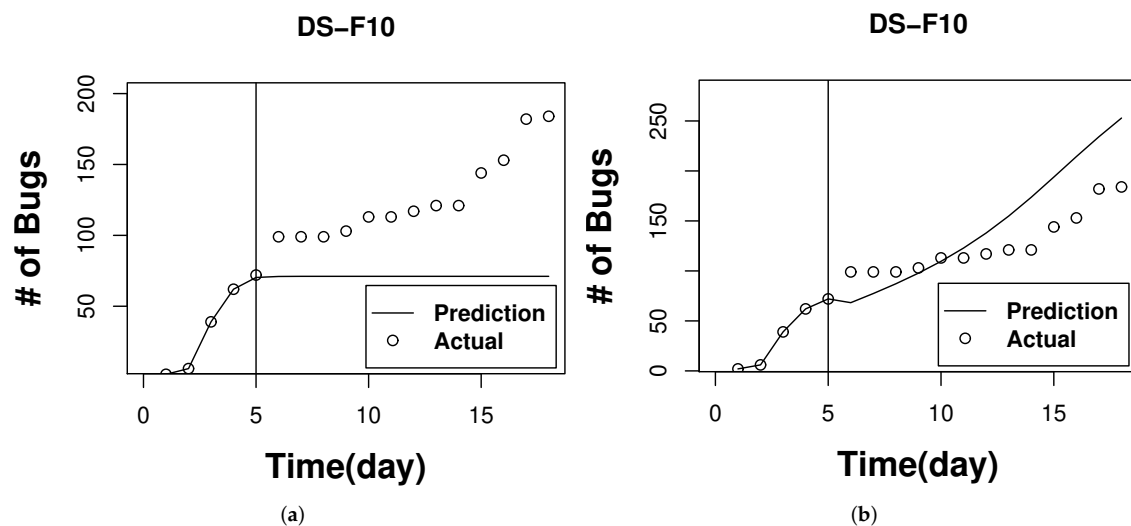 DS–F10
# of Bugs
200
150
100
50
Prediction
Actual
0
5
10
15
Time(day)
(a)
DS–F10
# of Bugs
250
150
50
0
Prediction
Actual
0
5
10
15
Time(day)
(b)